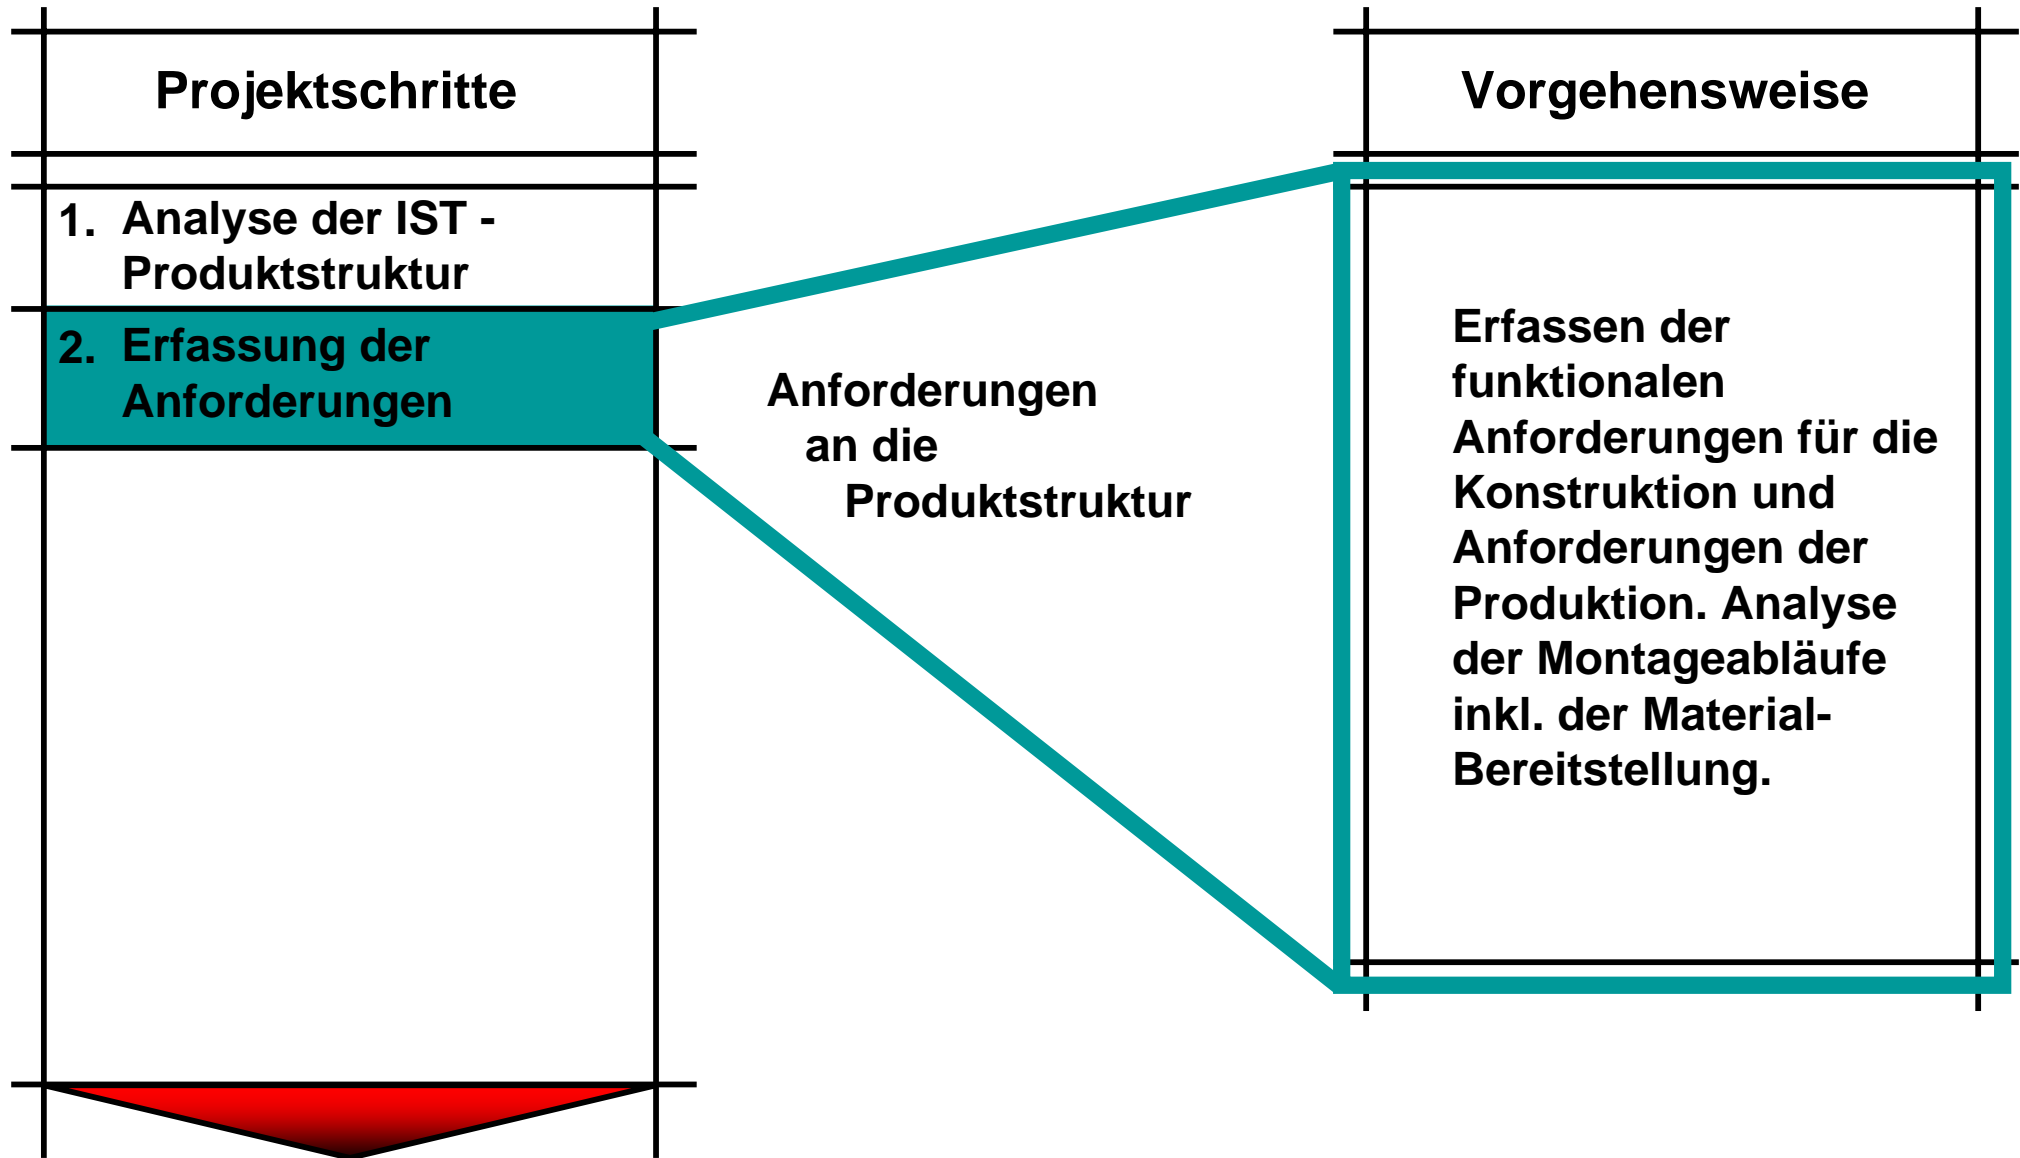 Projektschritte
1. Analyse der IST -
Produktstruktur
2. Erfassung der
Anforderungen
Anforderungen
an die
Produktstruktur
Vorgehensweise
Erfassen der
funktionalen
Anforderungen für die
Konstruktion und
Anforderungen der
Produktion. Analyse
der Montageabläufe
inkl. der Material-
Bereitstellung.